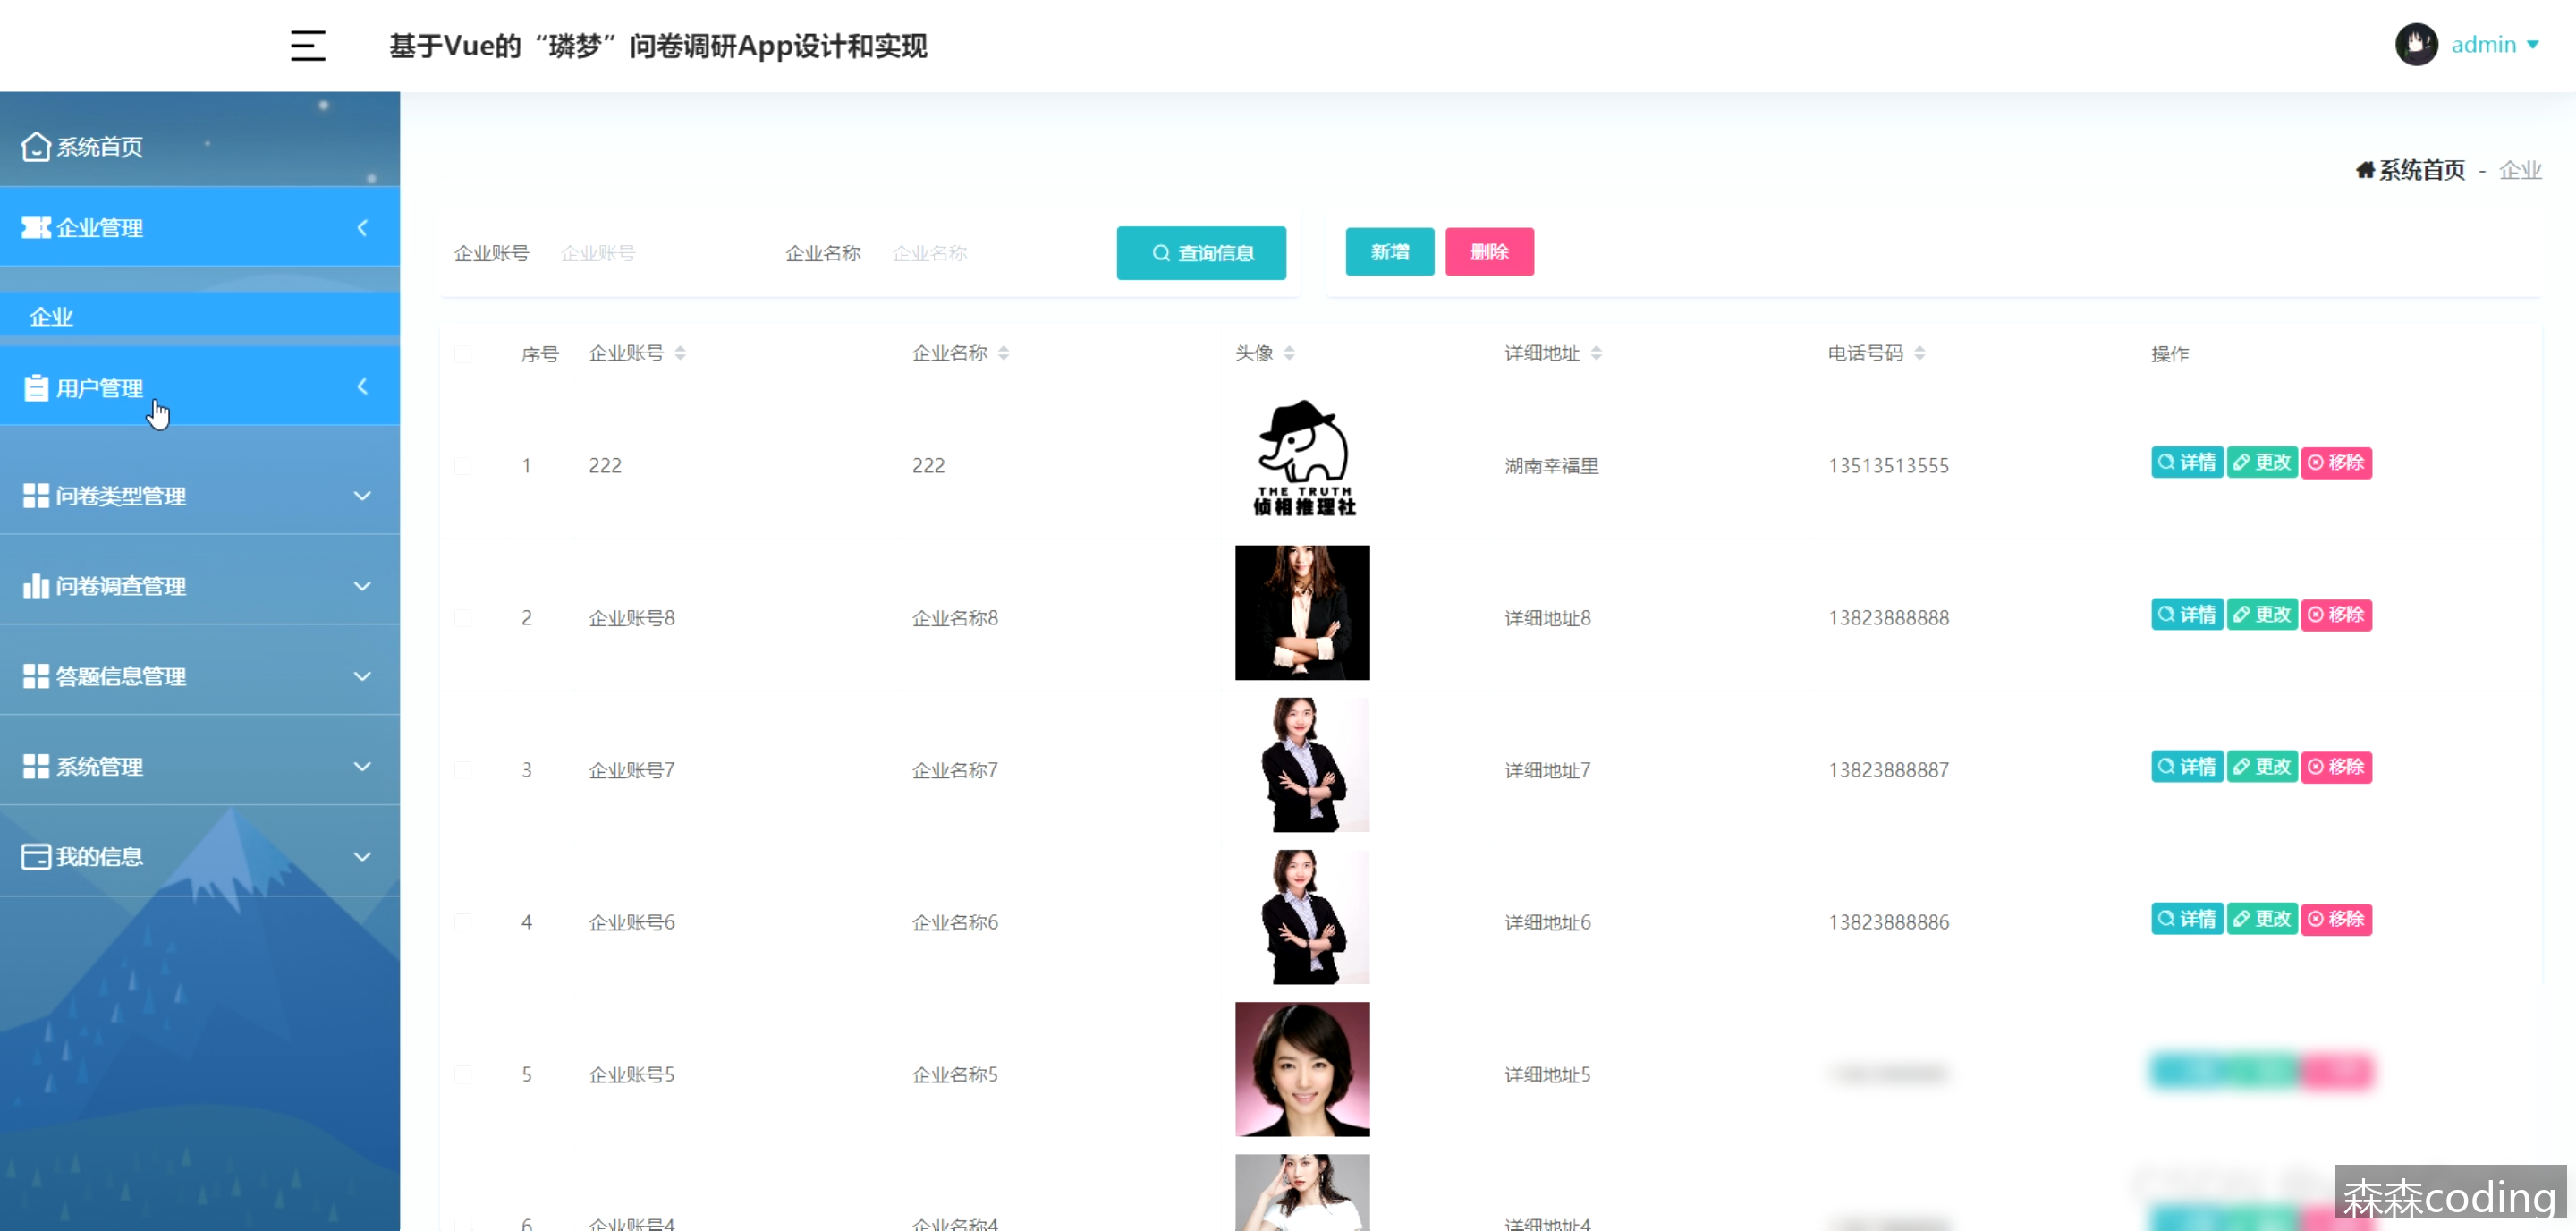 基于Vue的“璘梦”问卷调研App设计和实现
admin
系统首页
企业管理
企业
用户管理
问卷类型管理
问卷调查管理
答题信息管理
系统管理
我的信息
系统首页 - 企业
企业账号 企业账号 企业名称 企业名称 查询信息 新增 删除
序号 企业账号 企业名称 头像 详细地址 电话号码 操作
THE TRUTH
侦相推理社
1 222 222 湖南幸福里 13513513555 详情 更改 移除
2 企业账号8 企业名称8 详细地址8 13823888888 详情 更改 移除
3 企业账号7 企业名称7 详细地址7 13823888887 详情 更改 移除
4 企业账号6 企业名称6 详细地址6 13823888886 详情 更改 移除
5 企业账号5 企业名称5 详细地址5
6 企业账号4 企业名称4 详细地址4
森森coding